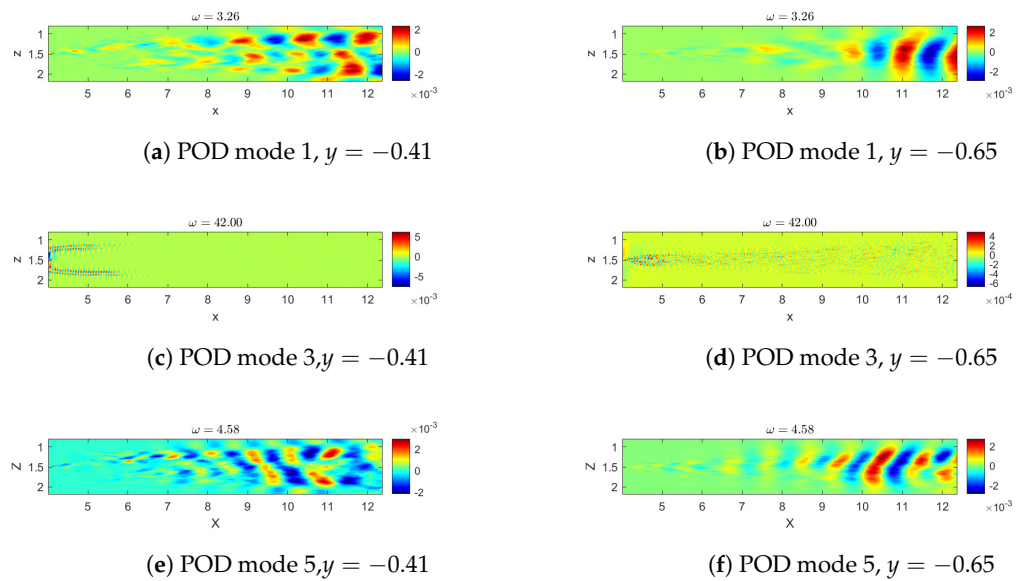 ω = 3.26
z
1
1.5
2
5 6 7 8 9 10 11 12
x
2
0
-2
×10⁻³
(a) POD mode 1, y = −0.41
ω = 3.26
z
1
1.5
2
5 6 7 8 9 10 11 12
x
2
0
-2
×10⁻³
(b) POD mode 1, y = −0.65
ω = 42.00
z
1
1.5
2
5 6 7 8 9 10 11 12
x
5
0
-5
×10⁻³
(c) POD mode 3,y = −0.41
ω = 42.00
z
1
1.5
2
5 6 7 8 9 10 11 12
x
4
2
0
-2
-4
-6
×10⁻⁴
(d) POD mode 3, y = −0.65
ω = 4.58
Z
1
1.5
2
5 6 7 8 9 10 11 12
X
×10⁻³
2
0
-2
(e) POD mode 5,y = −0.41
ω = 4.58
Z
1
1.5
2
5 6 7 8 9 10 11 12
X
2
0
-2
×10⁻³
(f) POD mode 5, y = −0.65